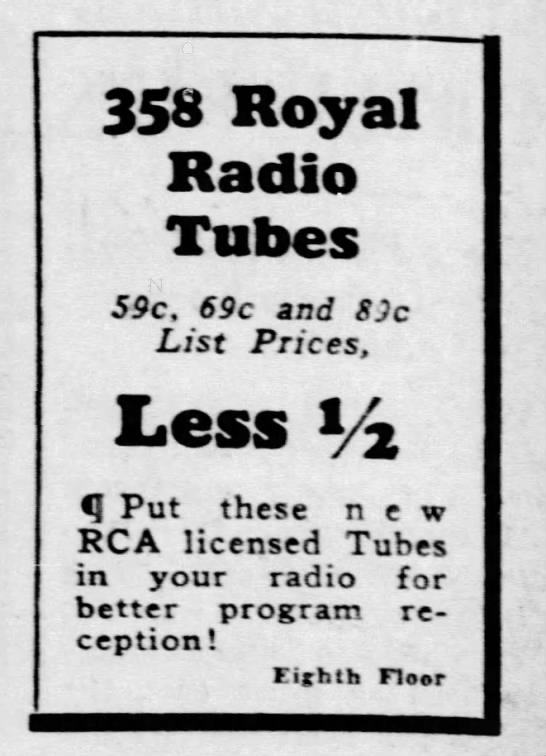 358 Royal
Radio
Tubes
59c, 69c and 89c
List Prices,
Less ½
¶ Put these new
RCA licensed Tubes
in your radio for
better program re-
ception!
Eighth Floor